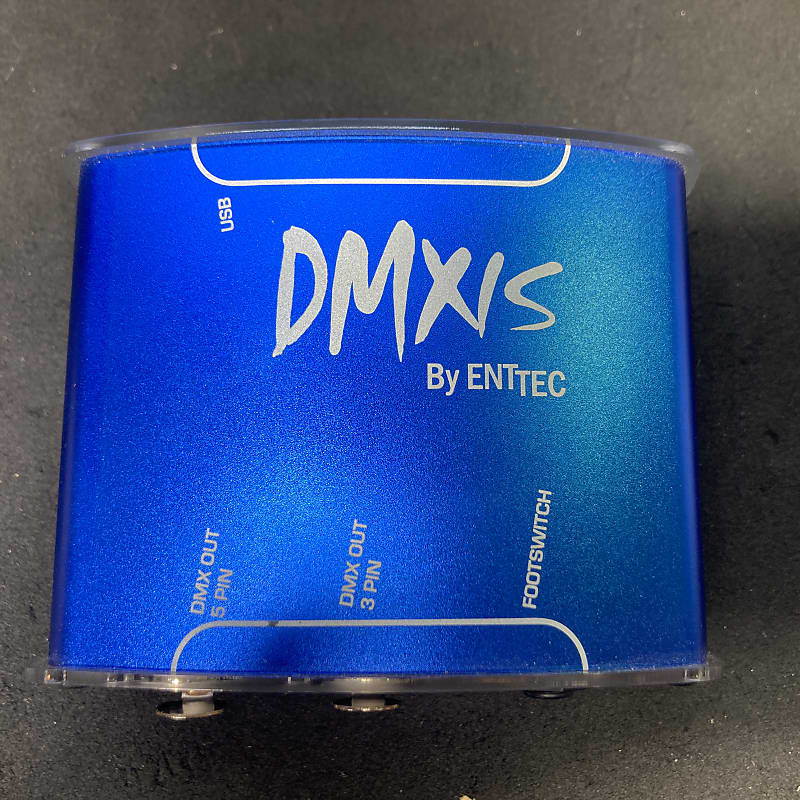 USB
DMXIS
By ENTTEC
DMX OUT
5 PIN
DMX OUT
3 PIN
FOOTSWITCH